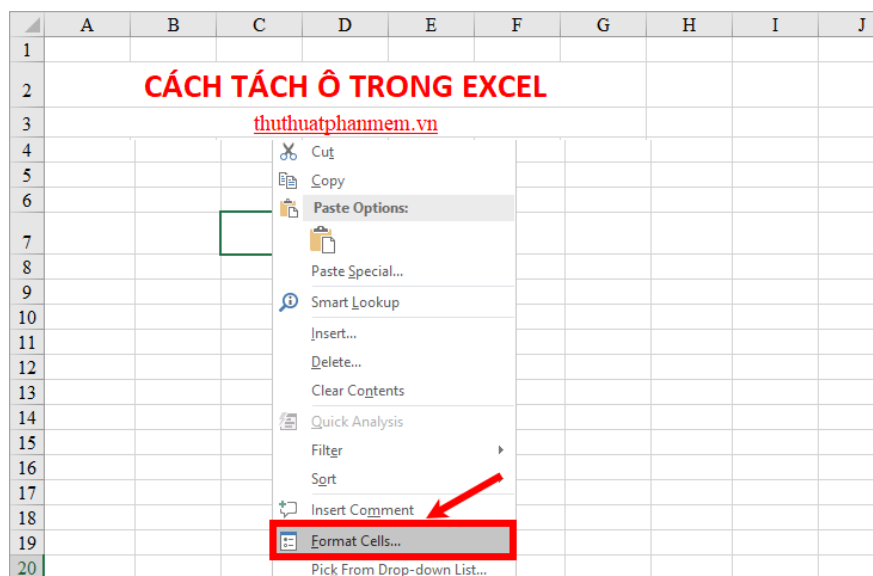 A B C D E F G H I J
1
2 CÁCH TÁCH Ô TRONG EXCEL
3 thuthuatphanmem.vn
4 Cut
5 Copy
6 Paste Options:
7
8 Paste Special...
9 Smart Lookup
10
11 Insert...
12 Delete...
13 Clear Contents
14 Quick Analysis
15 Filter
16 Sort
17
18 Insert Comment
19 Format Cells...
20 Pick From Drop-down List...